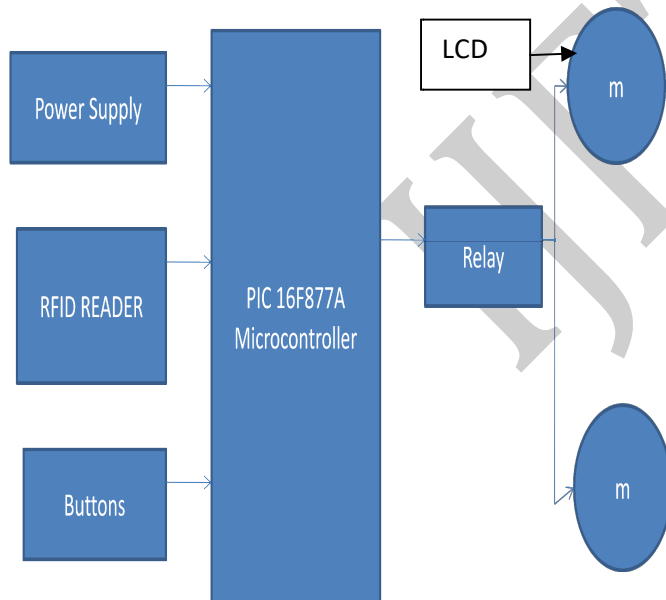 LCD
m
Power Supply
RFID READER
PIC 16F877A
Microcontroller
Relay
Buttons
m